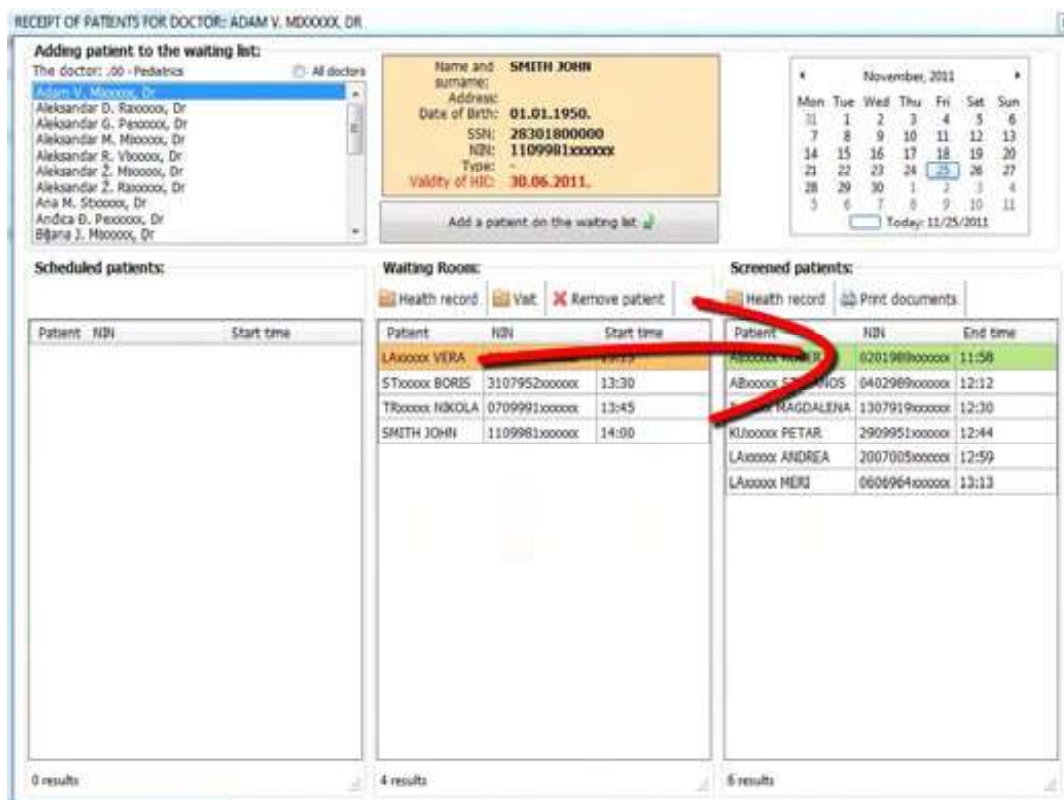 RECEIPT OF PATIENTS FOR DOCTOR: ADAM V. MIXXXXX, DR
Adding patient to the waiting list:
The doctor: .00 - Pediatrics All doctors
Adam V. Mxxxxxx, Dr
Aleksandar D. Raxxxxx, Dr
Aleksandar G. Pexxxxx, Dr
Aleksandar M. Mxxxxxx, Dr
Aleksandar R. Vxxxxxx, Dr
Aleksandar Ž. Mxxxxxx, Dr
Aleksandar Ž. Raxxxxx, Dr
Ana M. Stxxxxx, Dr
Anđica B. Pexxxxx, Dr
J. Mxxxxxx, Dr
Name and surname: SMITH JOHN
Address:
Date of Birth: 01.01.1950.
SSN: 28301800000
NIN: 1109981xxxxxx
Type: -
Validity of HIC: 30.06.2011.
Add a patient on the waiting list
November, 2011
Mon Tue Wed Thu Fri Sat Sun
31 1 2 3 4 5 6
7 8 9 10 11 12 13
14 15 16 17 18 19 20
21 22 23 24 25 26 27
28 29 30 1 2 3 4
5 6 7 8 9 10 11
Today: 11/25/2011
Scheduled patients:
Patient NIN Start time
0 results
Waiting Room:
Health record Visit Remove patient
Patient NIN Start time
LAxxxxx VERA
STxxxxx BORIS 3107952xxxxxx 13:30
TRxxxxx NIKOLA 0709991xxxxxx 13:45
SMITH JOHN 1109981xxxxxx 14:00
4 results
Screened patients:
Health record Print documents
Patient NIN End time
0201989xxxxxx 11:58
0402989xxxxxx 12:12
MAGDALENA 1307919xxxxxx 12:30
KUxxxxx PETAR 2909951xxxxxx 12:44
LAxxxxx ANDREA 2007005xxxxxx 12:59
LAxxxxx MERI 0606964xxxxxx 13:13
6 results